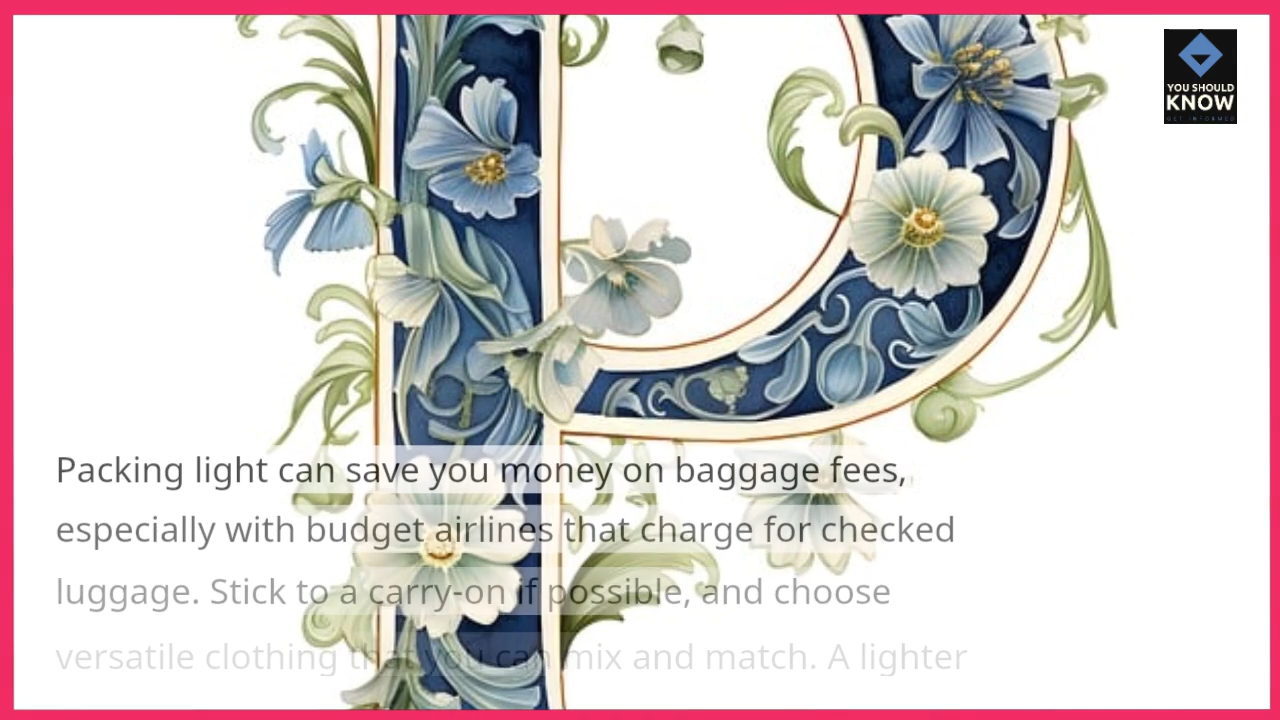 YOU SHOULD
KNOW
GET INFORMED
Packing light can save you money on baggage fees,
especially with budget airlines that charge for checked
luggage. Stick to a carry-on if possible, and choose
versatile clothing that you can mix and match. A lighter